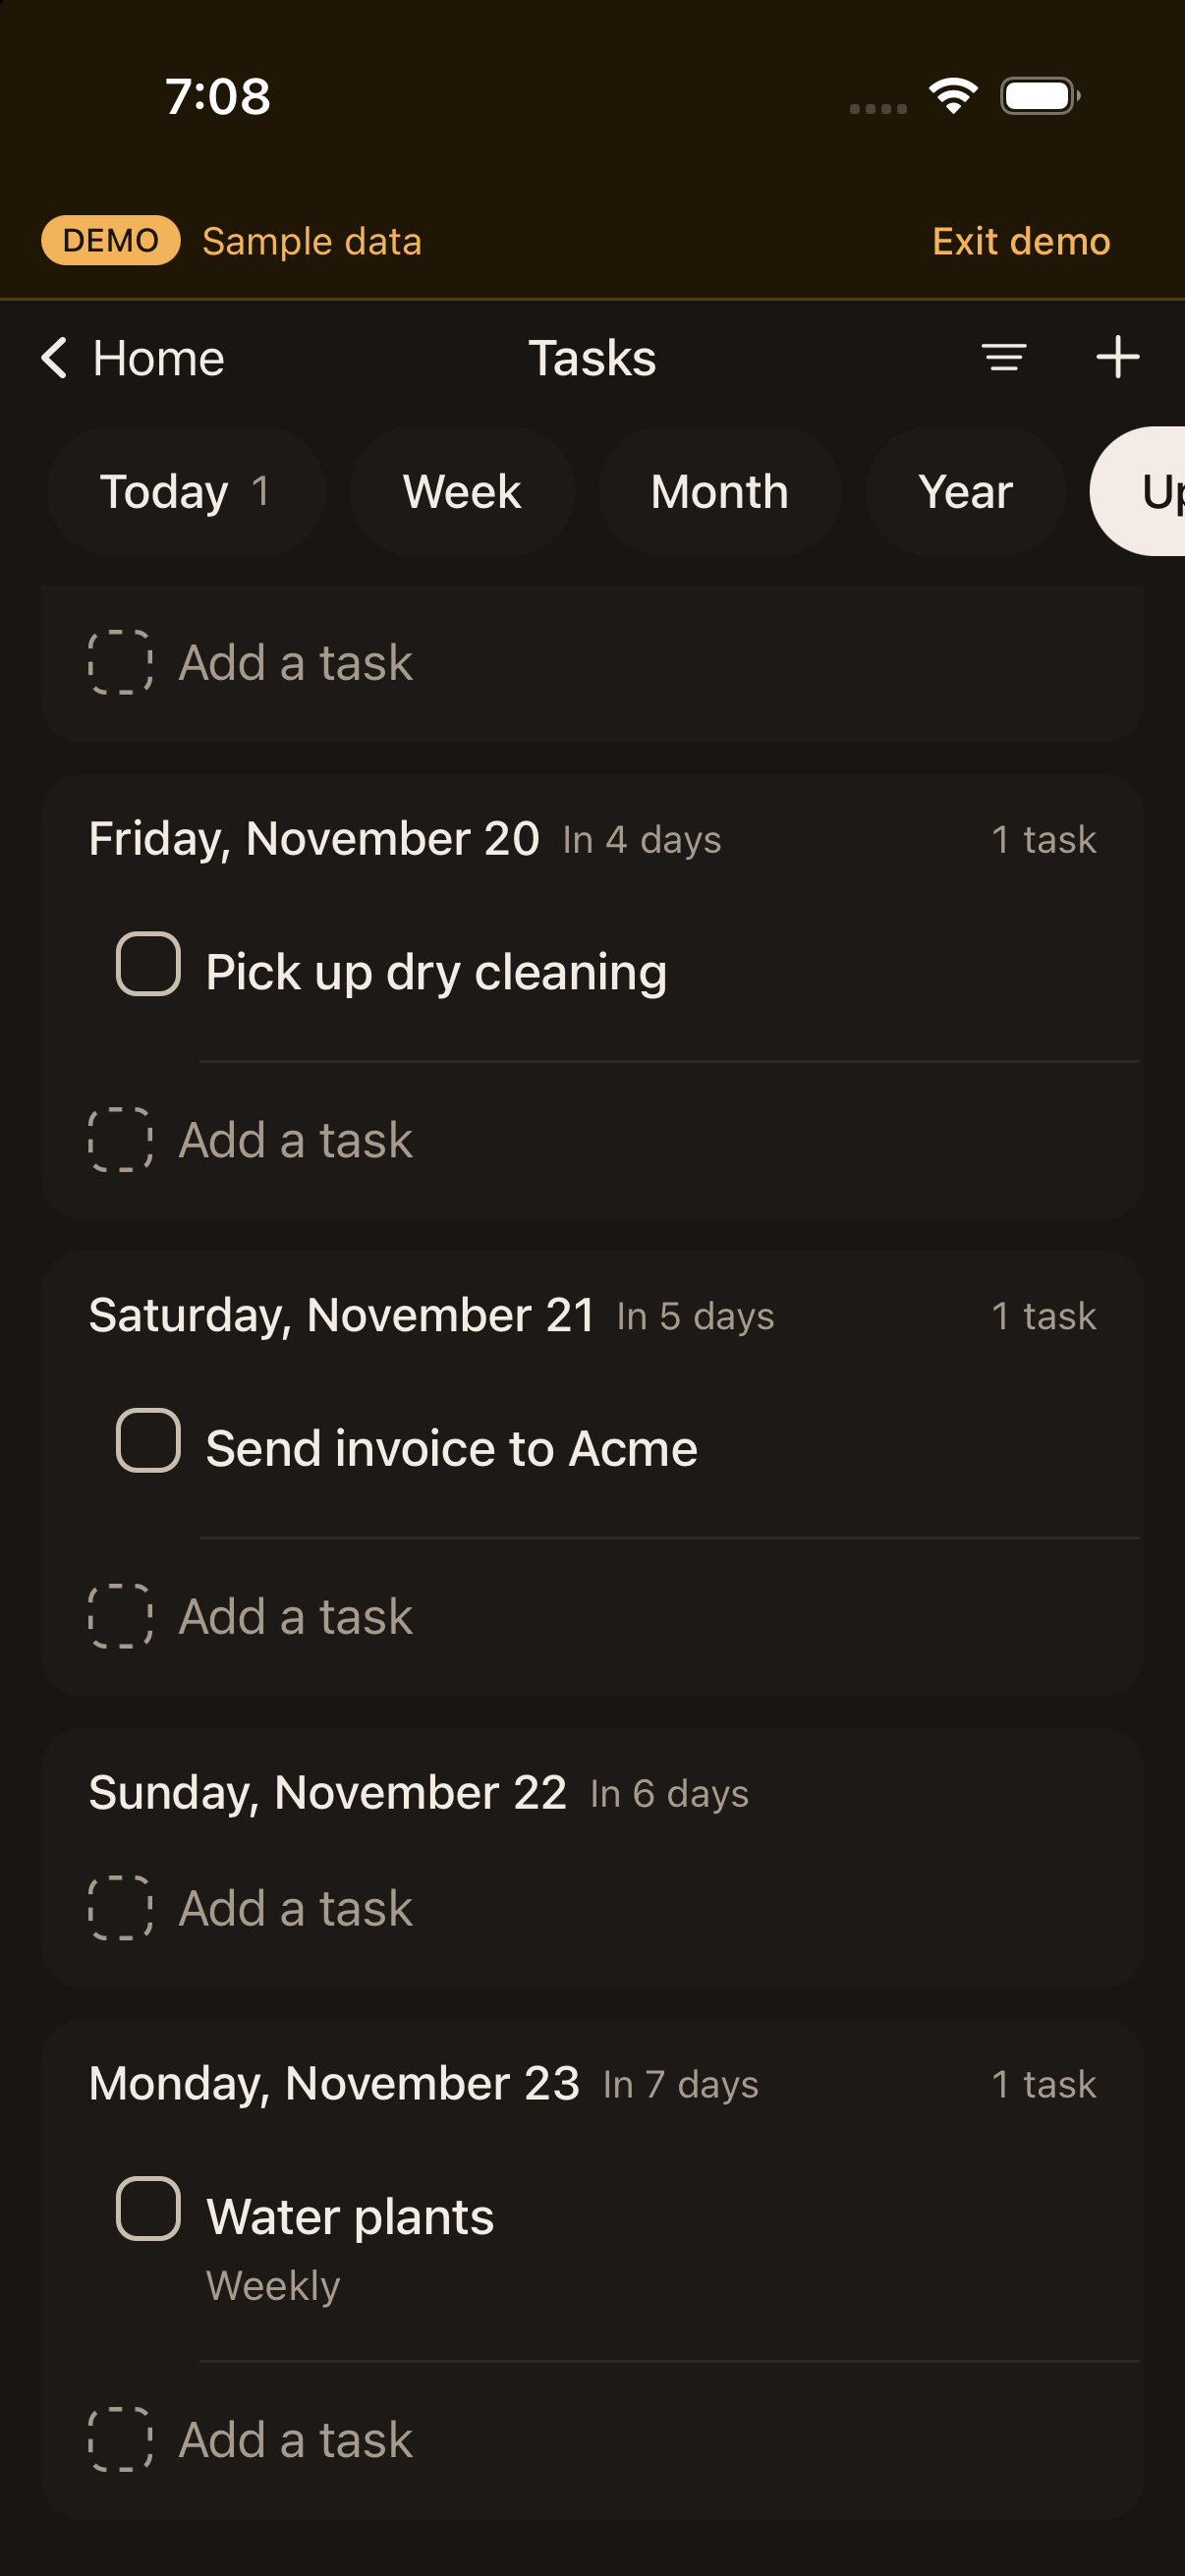 7:08
DEMO Sample data Exit demo
Home Tasks
Today 1 Week Month Year
Add a task
Friday, November 20 In 4 days 1 task
Pick up dry cleaning
Add a task
Saturday, November 21 In 5 days 1 task
Send invoice to Acme
Add a task
Sunday, November 22 In 6 days
Add a task
Monday, November 23 In 7 days 1 task
Water plants
Weekly
Add a task